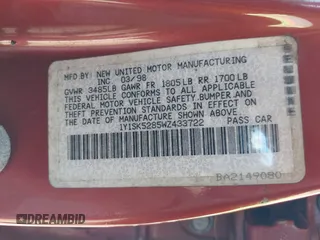 MFD. BY NEW UNITED MOTOR MANUFACTURING
INC 03/98
GVWR 3485LB GAWR FR 1805LB RR 1700LB
THIS VEHICLE CONFORMS TO ALL APPLICABLE
FEDERAL MOTOR VEHICLE SAFETY,BUMPER,AND
THEFT PREVENTION STANDARDS IN EFFECT ON
THE DATE OF MANUFACTURE SHOWN ABOVE.
1Y1SK5285WZ433722 PASS CAR
BA2149080
DREAMBID